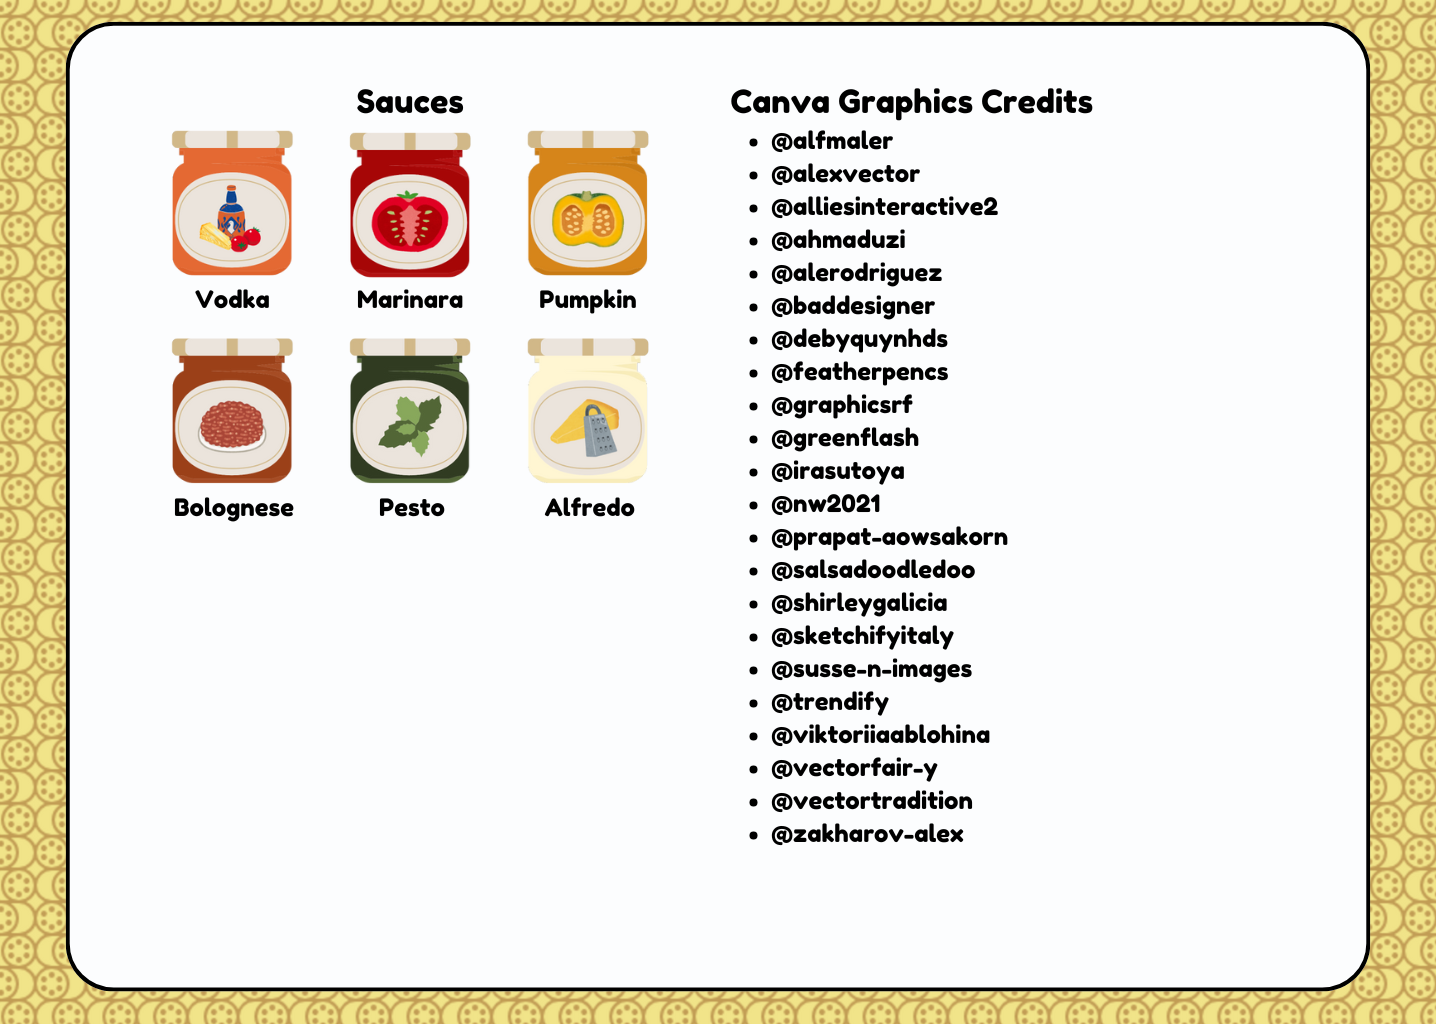 Sauces
Vodka
Marinara
Pumpkin
Bolognese
Pesto
Alfredo
Canva Graphics Credits
• @alfmaler
• @alexvector
• @alliesinteractive2
• @ahmaduzi
• @alerodriguez
• @baddesigner
• @debyquynhds
• @featherpencs
• @graphicsrf
• @greenflash
• @irasutoya
• @nw2021
• @prapat-aowsakorn
• @salsadoodledoo
• @shirleygalicia
• @sketchifyitaly
• @susse-n-images
• @trendify
• @viktoriiaablohina
• @vectorfair-y
• @vectortradition
• @zakharov-alex